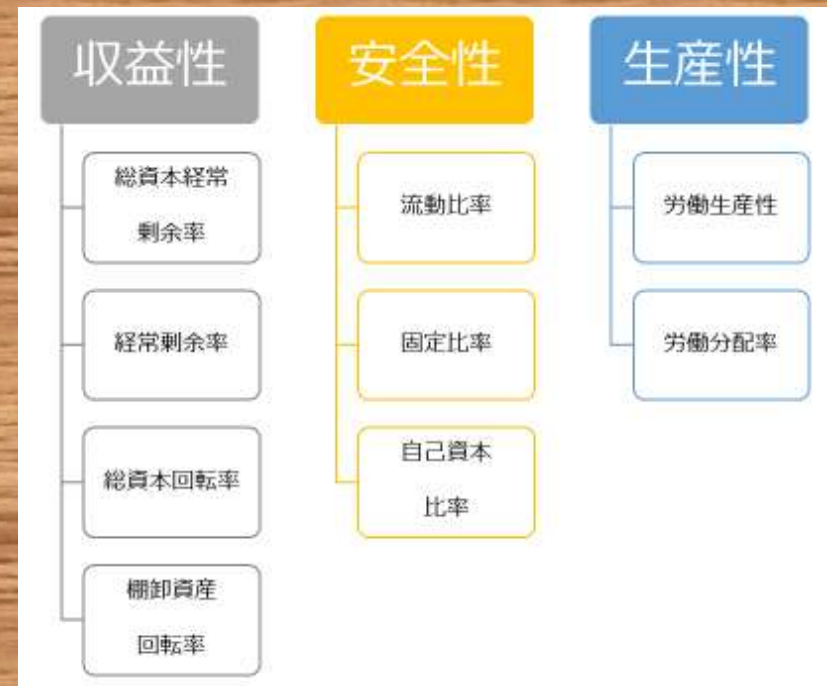 収益性
総資本経常
剰余率
経常剰余率
総資本回転率
棚卸資産
回転率
安全性
流動比率
固定比率
自己資本
比率
生産性
労働生産性
労働分配率